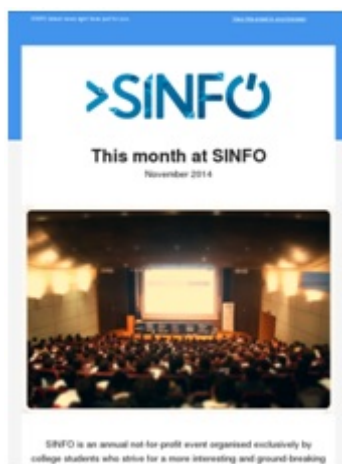 >SINFO
This month at SINFO
November 2014
SINFO is an annual not-for-profit event organised exclusively by
college students who strive for a more interesting and ground-breaking